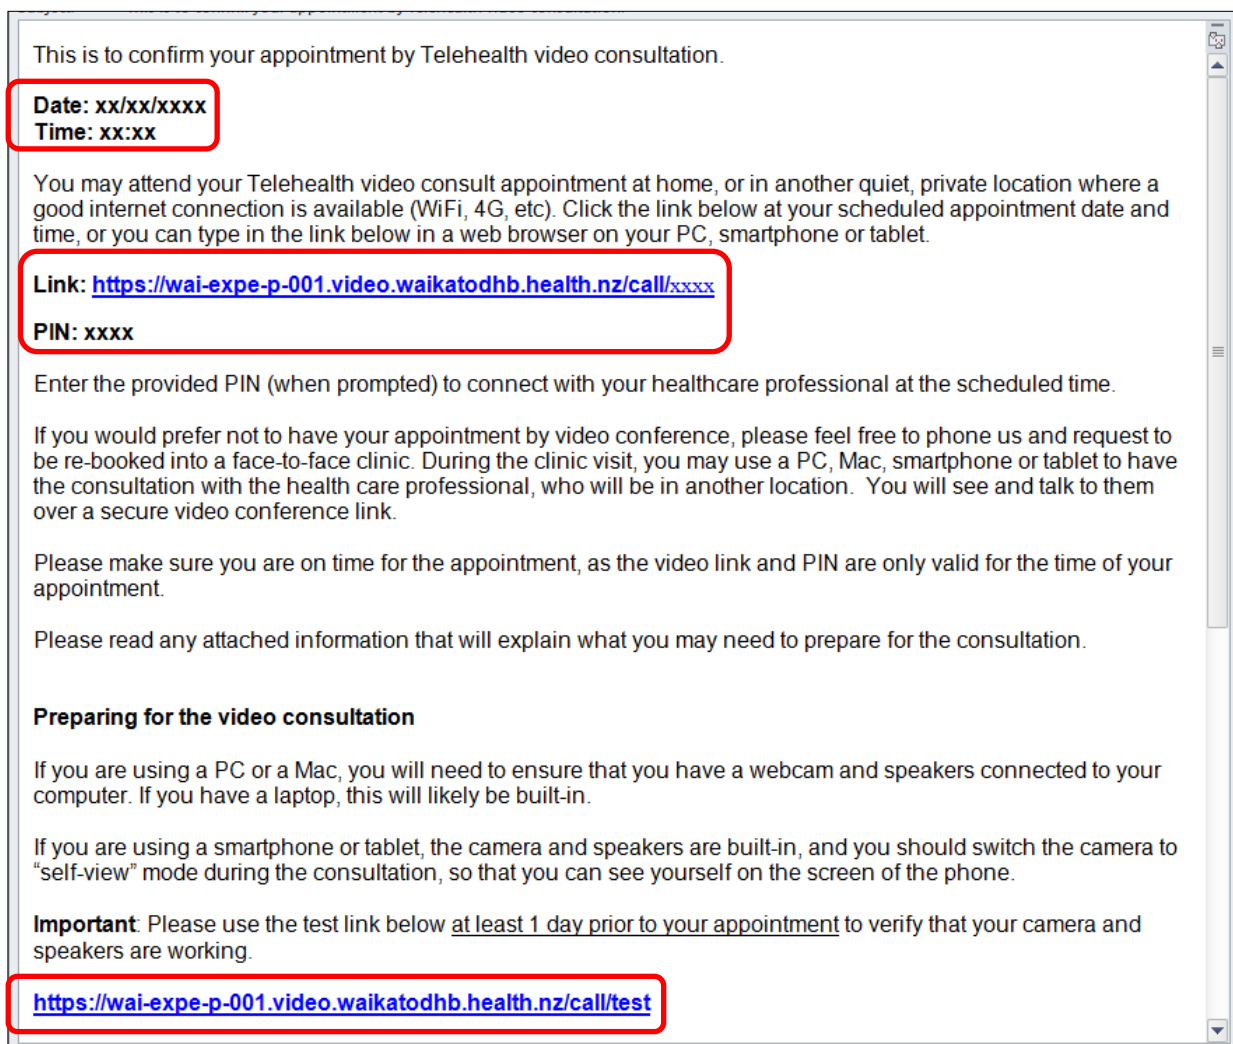 This is to confirm your appointment by Telehealth video consultation.
Date: xx/xx/xxxx
Time: xx:xx
You may attend your Telehealth video consult appointment at home, or in another quiet, private location where a
good internet connection is available (WiFi, 4G, etc). Click the link below at your scheduled appointment date and
time, or you can type in the link below in a web browser on your PC, smartphone or tablet.
Link: https://wai-expe-p-001.video.waikatodhb.health.nz/call/xxxx
PIN: xxxx
Enter the provided PIN (when prompted) to connect with your healthcare professional at the scheduled time.
If you would prefer not to have your appointment by video conference, please feel free to phone us and request to
be re-booked into a face-to-face clinic. During the clinic visit, you may use a PC, Mac, smartphone or tablet to have
the consultation with the health care professional, who will be in another location.  You will see and talk to them
over a secure video conference link.
Please make sure you are on time for the appointment, as the video link and PIN are only valid for the time of your
appointment.
Please read any attached information that will explain what you may need to prepare for the consultation.
Preparing for the video consultation
If you are using a PC or a Mac, you will need to ensure that you have a webcam and speakers connected to your
computer. If you have a laptop, this will likely be built-in.
If you are using a smartphone or tablet, the camera and speakers are built-in, and you should switch the camera to
“self-view” mode during the consultation, so that you can see yourself on the screen of the phone.
Important: Please use the test link below at least 1 day prior to your appointment to verify that your camera and
speakers are working.
https://wai-expe-p-001.video.waikatodhb.health.nz/call/test